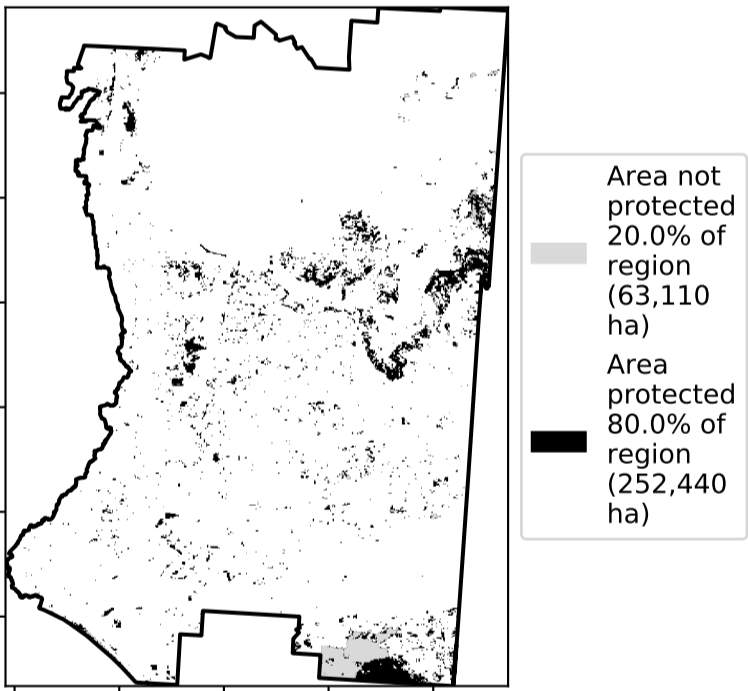 Area not
protected
20.0% of
region
(63,110
ha)
Area
protected
80.0% of
region
(252,440
ha)